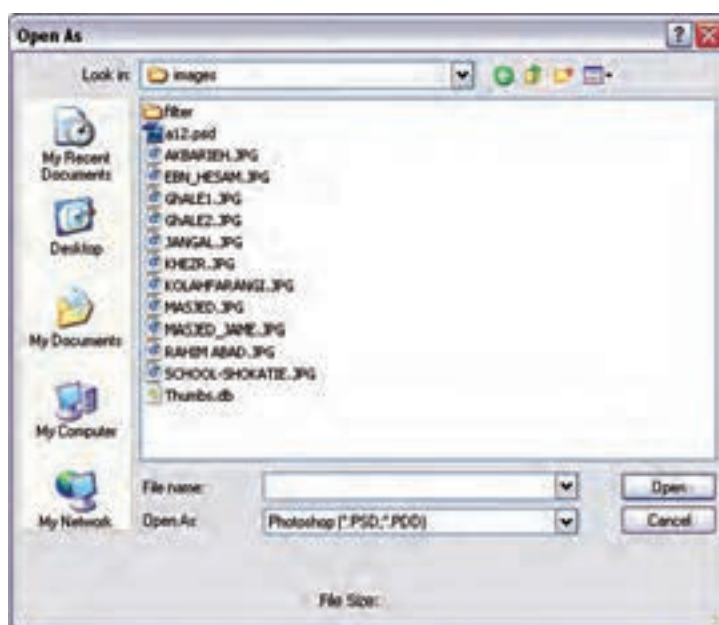 Open As
Look in: images
filter
a12.psd
AKBARIEH.JPG
EBN_HESAM.JPG
GhALE1.JPG
GhALE2.JPG
JANGAL.JPG
KHEZR.JPG
KOLAHFARANGI.JPG
MASJED.JPG
MASJED_JAME.JPG
RAHIM ABAD.JPG
SCHOOL-SHOKATIE.JPG
Thumbs.db
My Recent
Documents
Desktop
My Documents
My Computer
My Network
File name:
Open
Open As:
Photoshop (*.PSD;*.PDD)
Cancel
File Size: